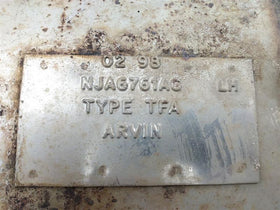 02 98
NJAG761AG LH
TYPE TFA
ARVIN